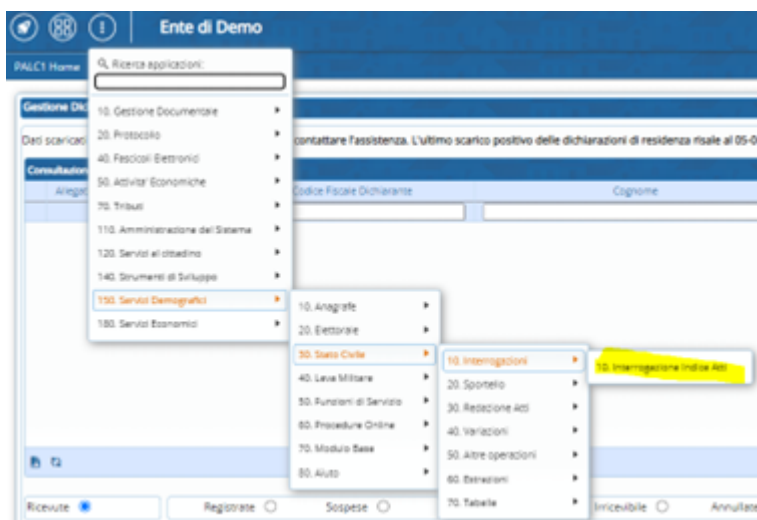 Ente di Demo
PALC1 Home
Ricerca applicazioni:
Gestione Dic
Dati scaricati
contattare l'assistenza. L'ultimo scarico positivo delle dichiarazioni di residenza risale al 05-0
Consultazion
Allegat
Codice Fiscale Dichiarante
Cognome
10. Gestione Documentale
20. Protocollo
40. Fascicoli Elettronici
50. Attivita' Economiche
70. Tributi
110. Amministrazione del Sistema
120. Servizi al cittadino
140. Strumenti di Sviluppo
150. Servizi Demografici
180. Servizi Economici
10. Anagrafe
20. Elettorale
30. Stato Civile
40. Leva Militare
50. Funzioni di Servizio
60. Procedure Online
70. Modulo Base
80. Aiuto
10. Interrogazioni
20. Sportello
30. Redazione Atti
40. Variazioni
50. Altre operazioni
60. Estrazioni
70. Tabelle
10. Interrogazione Indice Atti
Ricevute
Registrate
Sospese
Irricevibile
Annullate